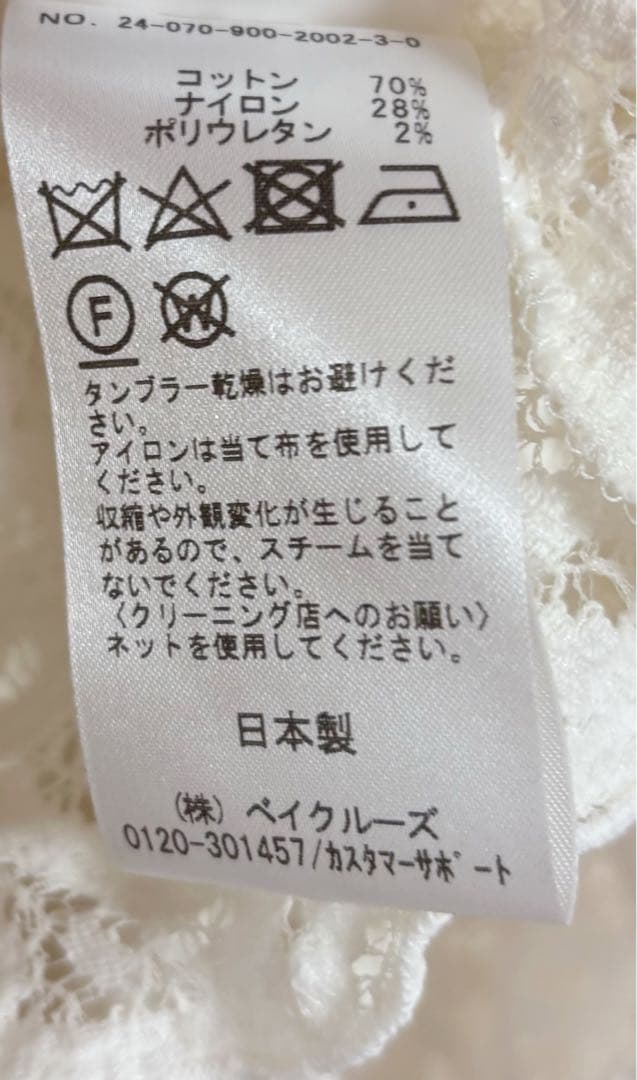 NO. 24-070-900-2002-3-0
コットン 70%
ナイロン 28%
ポリウレタン 2%
F W
タンブラー乾燥はお避けくだ
さい。
アイロンは当て布を使用して
ください。
収縮や外観変化が生じること
があるので、スチームを当て
ないでください。
〈クリーニング店へのお願い〉
ネットを使用してください。
日本製
(株) ベイクルーズ
0120-301457/カスタマーサポート